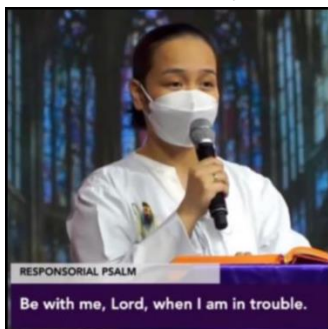 RESPONSORIAL PSALM
Be with me, Lord, when I am in trouble.